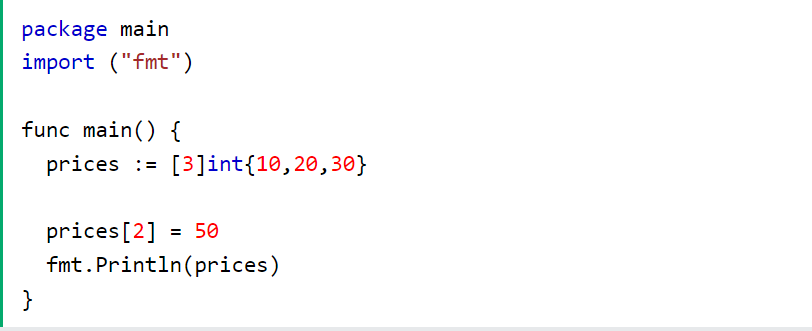 package main
import ("fmt")
func main() {
prices := [3]int{10,20,30}
prices[2] = 50
fmt.Println(prices)
}